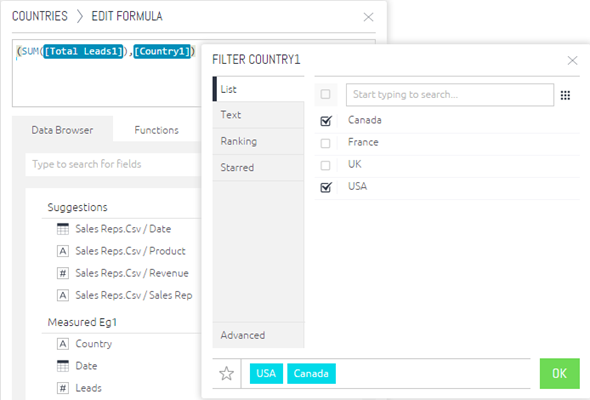 COUNTRIES > EDIT FORMULA
(SUM([Total Leads1]),[Country1])
Data Browser Functions
Type to search for fields
Suggestions
Sales Reps.Csv / Date
A Sales Reps.Csv / Product
# Sales Reps.Csv / Revenue
A Sales Reps.Csv / Sales Rep
Measured Eg1
A Country
Date
# Leads
FILTER COUNTRY1
List
Text
Ranking
Starred
Advanced
Start typing to search...
Canada
France
UK
USA
USA Canada
OK